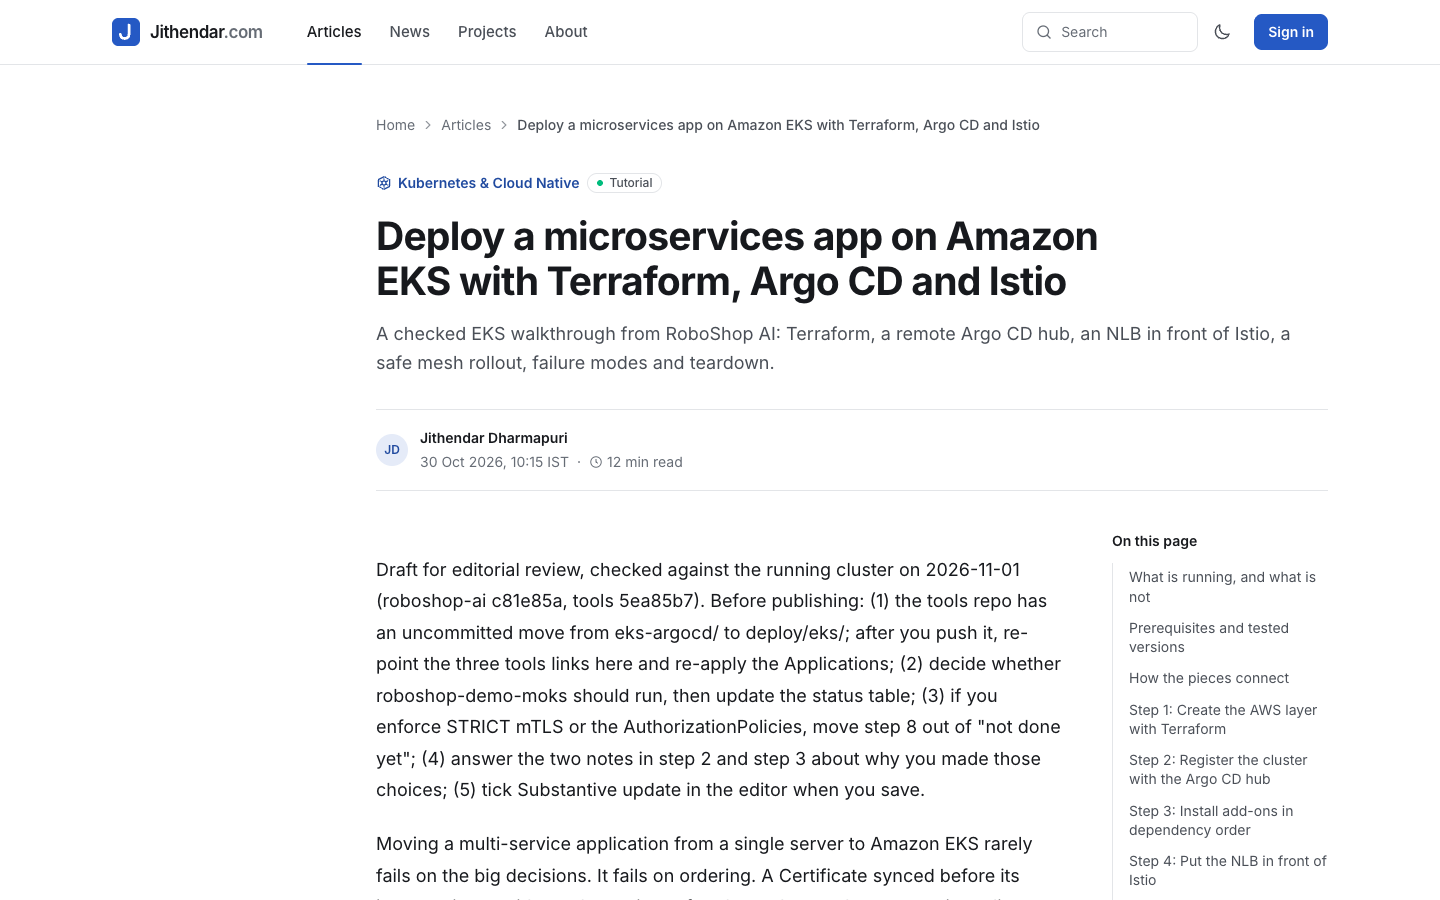 J Jithendar.com Articles News Projects About Search Sign in
Home > Articles > Deploy a microservices app on Amazon EKS with Terraform, Argo CD and Istio
Kubernetes & Cloud Native Tutorial
Deploy a microservices app on Amazon
EKS with Terraform, Argo CD and Istio
A checked EKS walkthrough from RoboShop AI: Terraform, a remote Argo CD hub, an NLB in front of Istio, a
safe mesh rollout, failure modes and teardown.
JD
Jithendar Dharmapuri
30 Oct 2026, 10:15 IST · 12 min read
Draft for editorial review, checked against the running cluster on 2026-11-01
(roboshop-ai c81e85a, tools 5ea85b7). Before publishing: (1) the tools repo has
an uncommitted move from eks-argocd/ to deploy/eks/; after you push it, re-
point the three tools links here and re-apply the Applications; (2) decide whether
roboshop-demo-moks should run, then update the status table; (3) if you
enforce STRICT mTLS or the AuthorizationPolicies, move step 8 out of "not done
yet"; (4) answer the two notes in step 2 and step 3 about why you made those
choices; (5) tick Substantive update in the editor when you save.
Moving a multi-service application from a single server to Amazon EKS rarely
fails on the big decisions. It fails on ordering. A Certificate synced before its
On this page
What is running, and what is
not
Prerequisites and tested
versions
How the pieces connect
Step 1: Create the AWS layer
with Terraform
Step 2: Register the cluster
with the Argo CD hub
Step 3: Install add-ons in
dependency order
Step 4: Put the NLB in front of
Istio